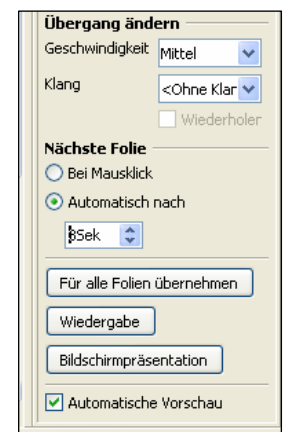 Übergang ändern
Geschwindigkeit Mittel
Klang <Ohne Klar
Wiederholer
Nächste Folie
Bei Mausklick
Automatisch nach
3Sek
Für alle Folien übernehmen
Wiedergabe
Bildschirmpräsentation
Automatische Vorschau